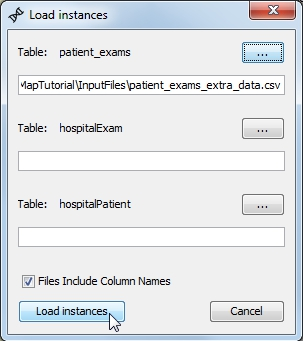 Load instances
Table: patient_exams
...
MapTutorial\InputFiles\patient_exams_extra_data.csv
Table: hospitalExam
...
Table: hospitalPatient
...
Files Include Column Names
Load instances Cancel